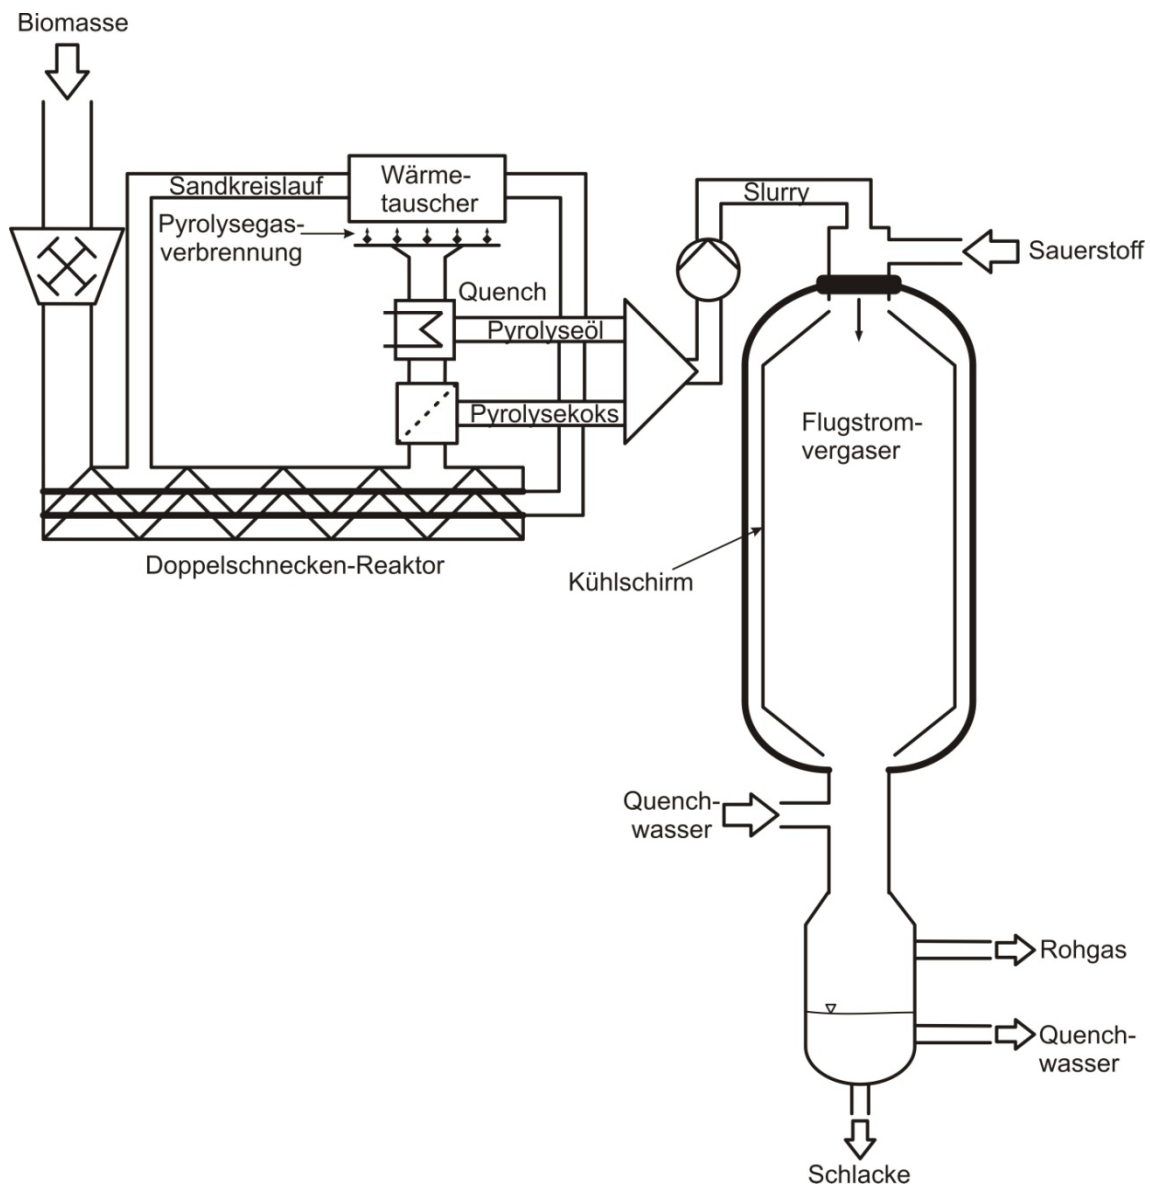 Biomasse
Sandkreislauf
Wärme-
tauscher
Pyrolysegas-
verbrennung
Quench
Pyrolyseöl
Pyrolysekoks
Doppelschnecken-Reaktor
Slurry
Sauerstoff
Flugstrom-
vergaser
Kühlschirm
Quench-
wasser
Rohgas
Quench-
wasser
Schlacke